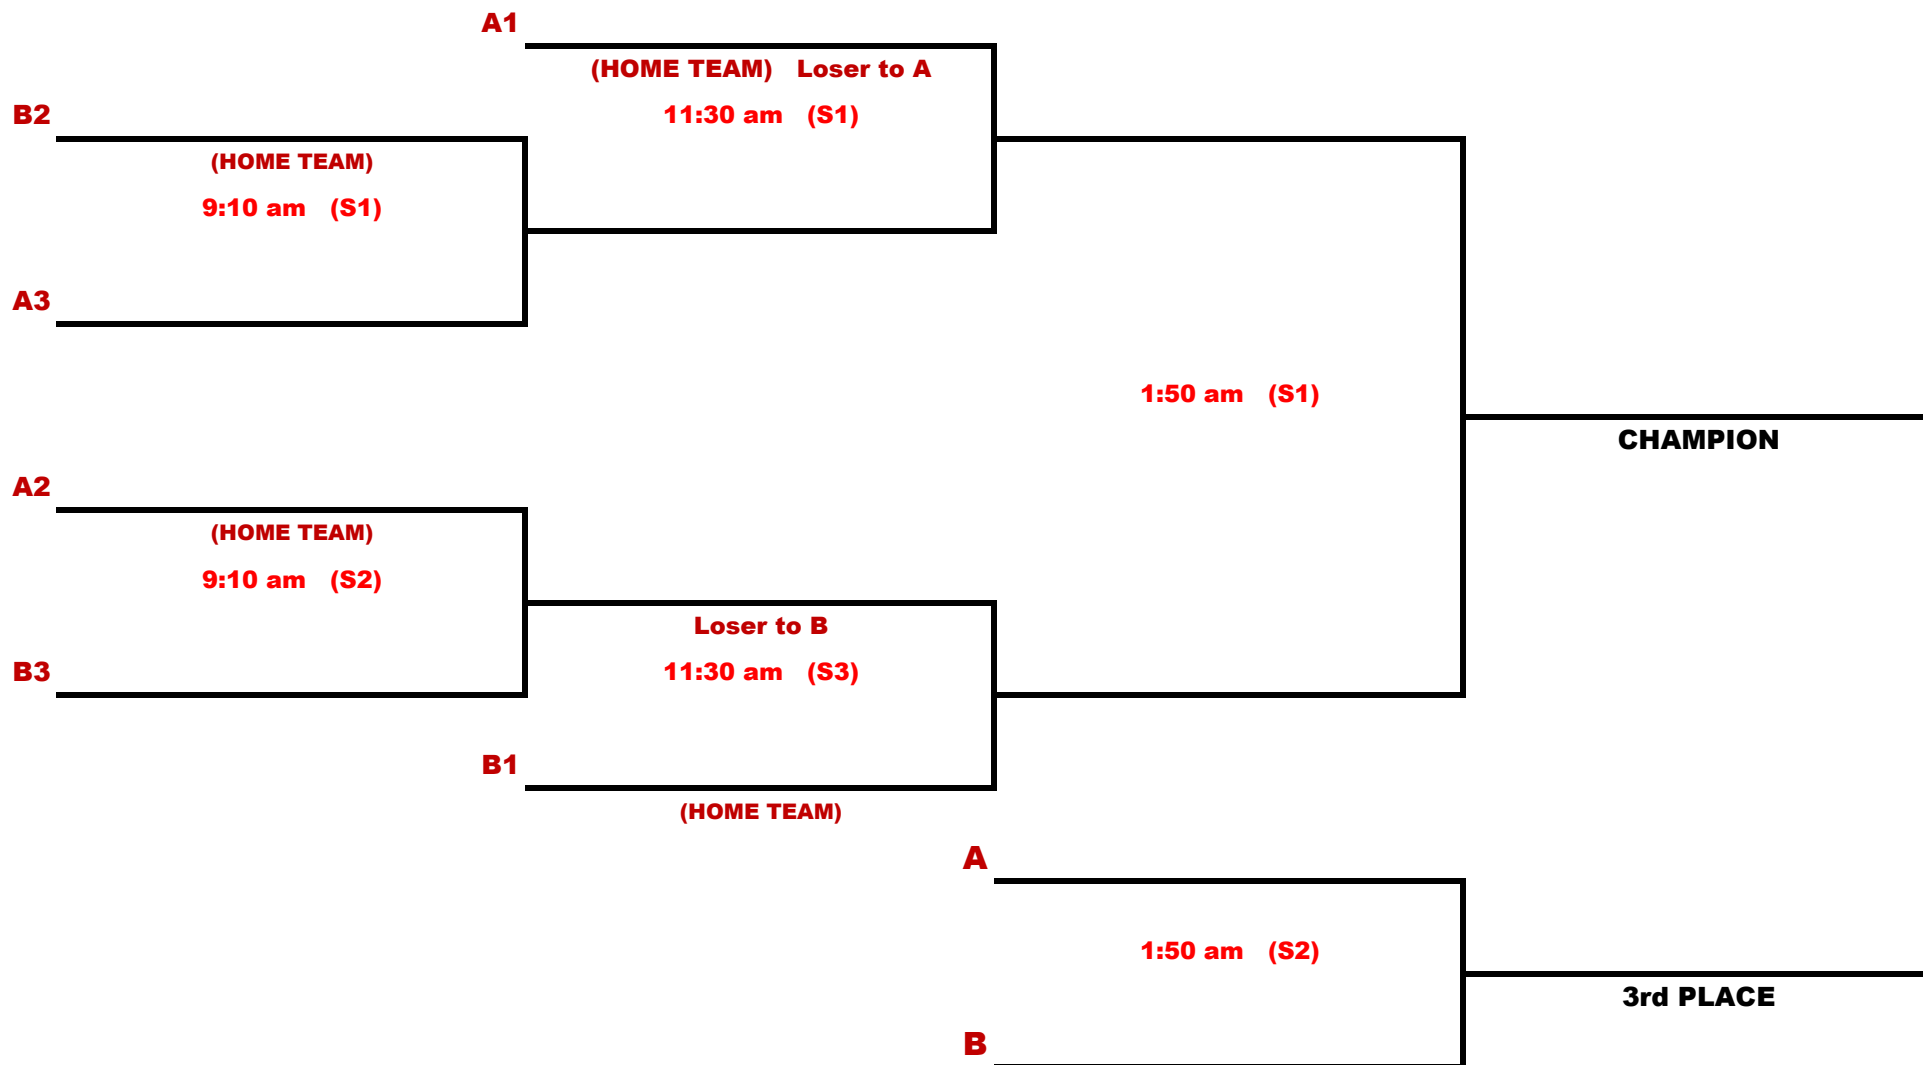 A1
(HOME TEAM) Loser to A
B2
11:30 am (S1)
(HOME TEAM)
9:10 am (S1)
A3
1:50 am (S1)
CHAMPION
A2
(HOME TEAM)
9:10 am (S2)
Loser to B
B3
11:30 am (S3)
B1
(HOME TEAM)
A
1:50 am (S2)
3rd PLACE
B